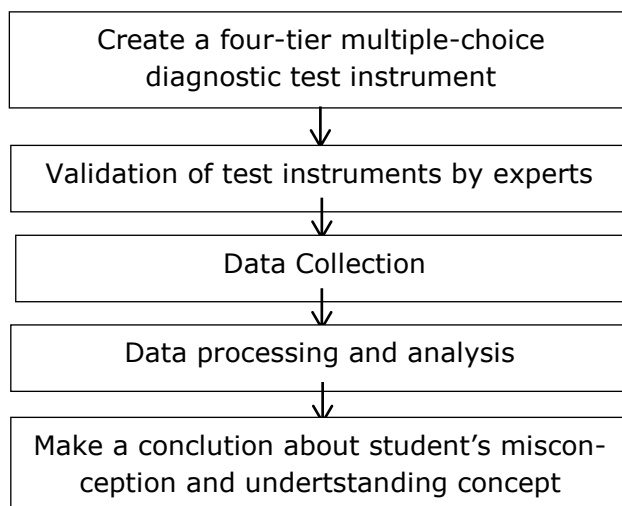 Create a four-tier multiple-choice
diagnostic test instrument
Validation of test instruments by experts
Data Collection
Data processing and analysis
Make a conclution about student’s miscon-
ception and undertstanding concept